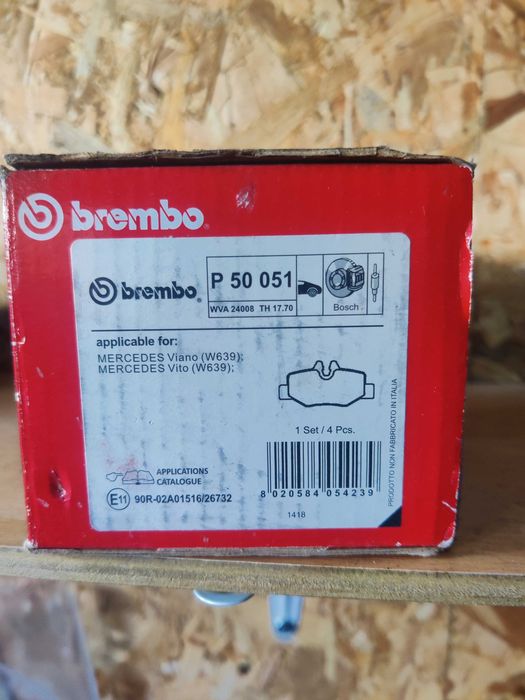 brembo
brembo
P 50 051
WVA 24008 TH 17.70
Bosch
applicable for:
MERCEDES Viano (W639);
MERCEDES Vito (W639);
1 Set / 4 Pcs.
APPLICATIONS
CATALOGUE
E11 90R-02A01516/26732
8 020584 054239
1418
PRODOTTO NON FABBRICATO IN ITALIA